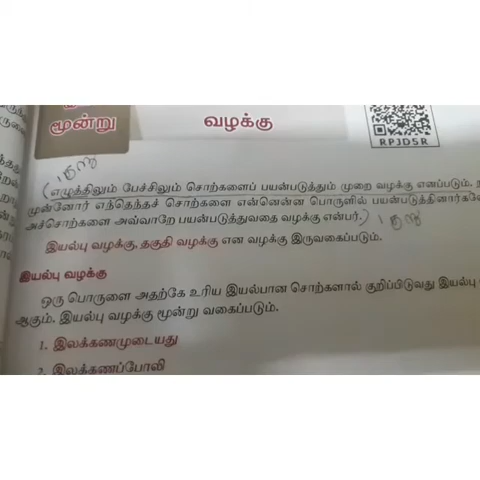 மூன்று
வழக்கு
RPJD5R
(எழுத்திலும் பேச்சிலும் சொற்களைப் பயன்படுத்தும் முறை வழக்கு எனப்படும்.
முன்னோர் எந்தெந்தச் சொற்களை என்னென்ன பொருளில் பயன்படுத்தினார்களோ
அச்சொற்களை அவ்வாறே பயன்படுத்துவதை வழக்கு என்பர்.)
இயல்பு வழக்கு, தகுதி வழக்கு என வழக்கு இருவகைப்படும்.
இயல்பு வழக்கு
ஒரு பொருளை அதற்கே உரிய இயல்பான சொற்களால் குறிப்பிடுவது இயல்பு
ஆகும். இயல்பு வழக்கு மூன்று வகைப்படும்.
1. இலக்கணமுடையது
2. இலக்கணப்போலி